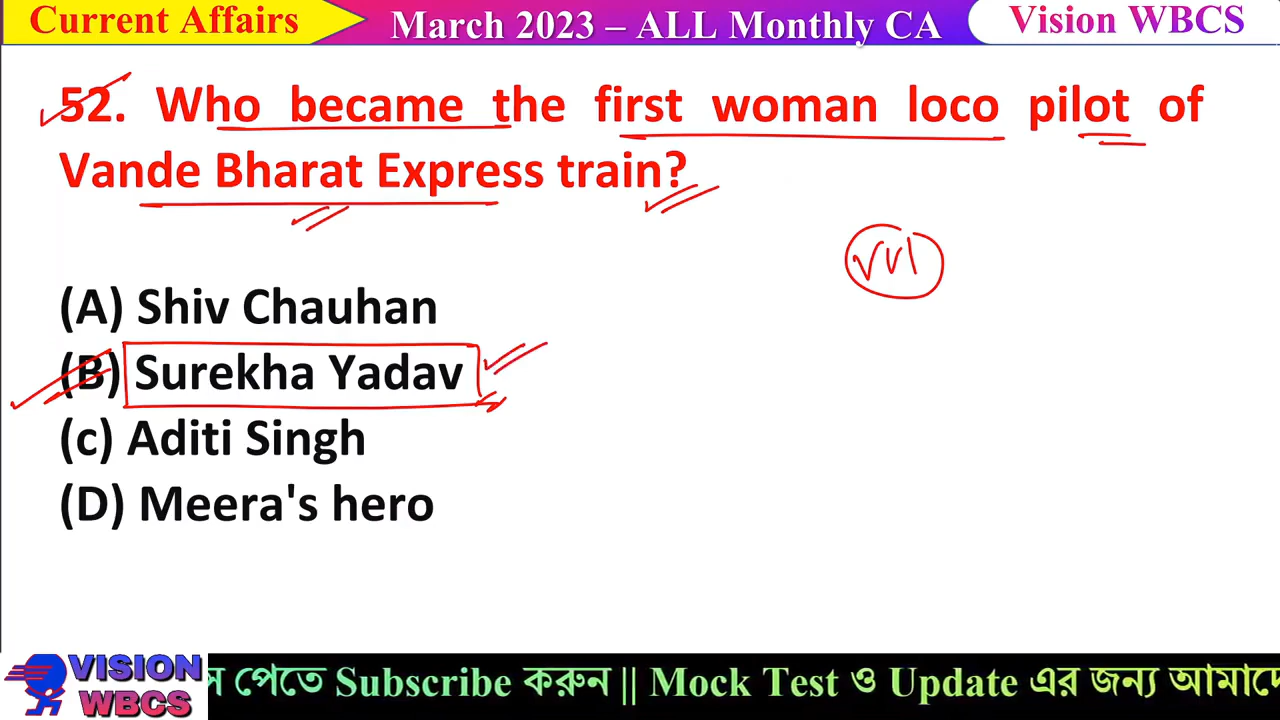 Current Affairs
March 2023 – ALL Monthly CA
Vision WBCS
52. Who became the first woman loco pilot of
Vande Bharat Express train?
VVI
(A) Shiv Chauhan
(B) Surekha Yadav
(c) Aditi Singh
(D) Meera's hero
VISION
WBCS
স পেতে Subscribe করুন || Mock Test ও Update এর জন্য আমাদে